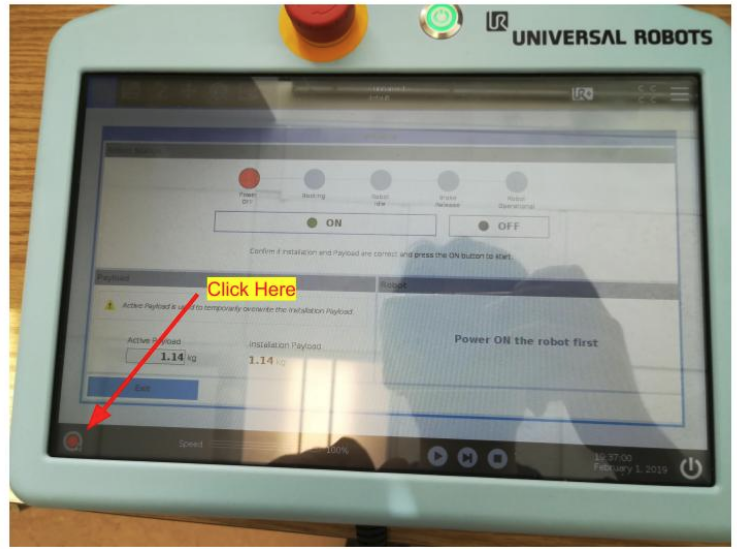 UNIVERSAL ROBOTS
Power Off
Booting
Robot Idle
Brake Released
Robot Operational
ON
OFF
Confirm if Installation and Payload are correct and press the ON button to start.
Payload
Robot
Click Here
Active Payload is used to temporarily overwrite the Installation Payload.
Active Payload
Installation Payload
1.14 kg
1.14 kg
Power ON the robot first
Exit
Speed
100%
19:37:00
February 1, 2019